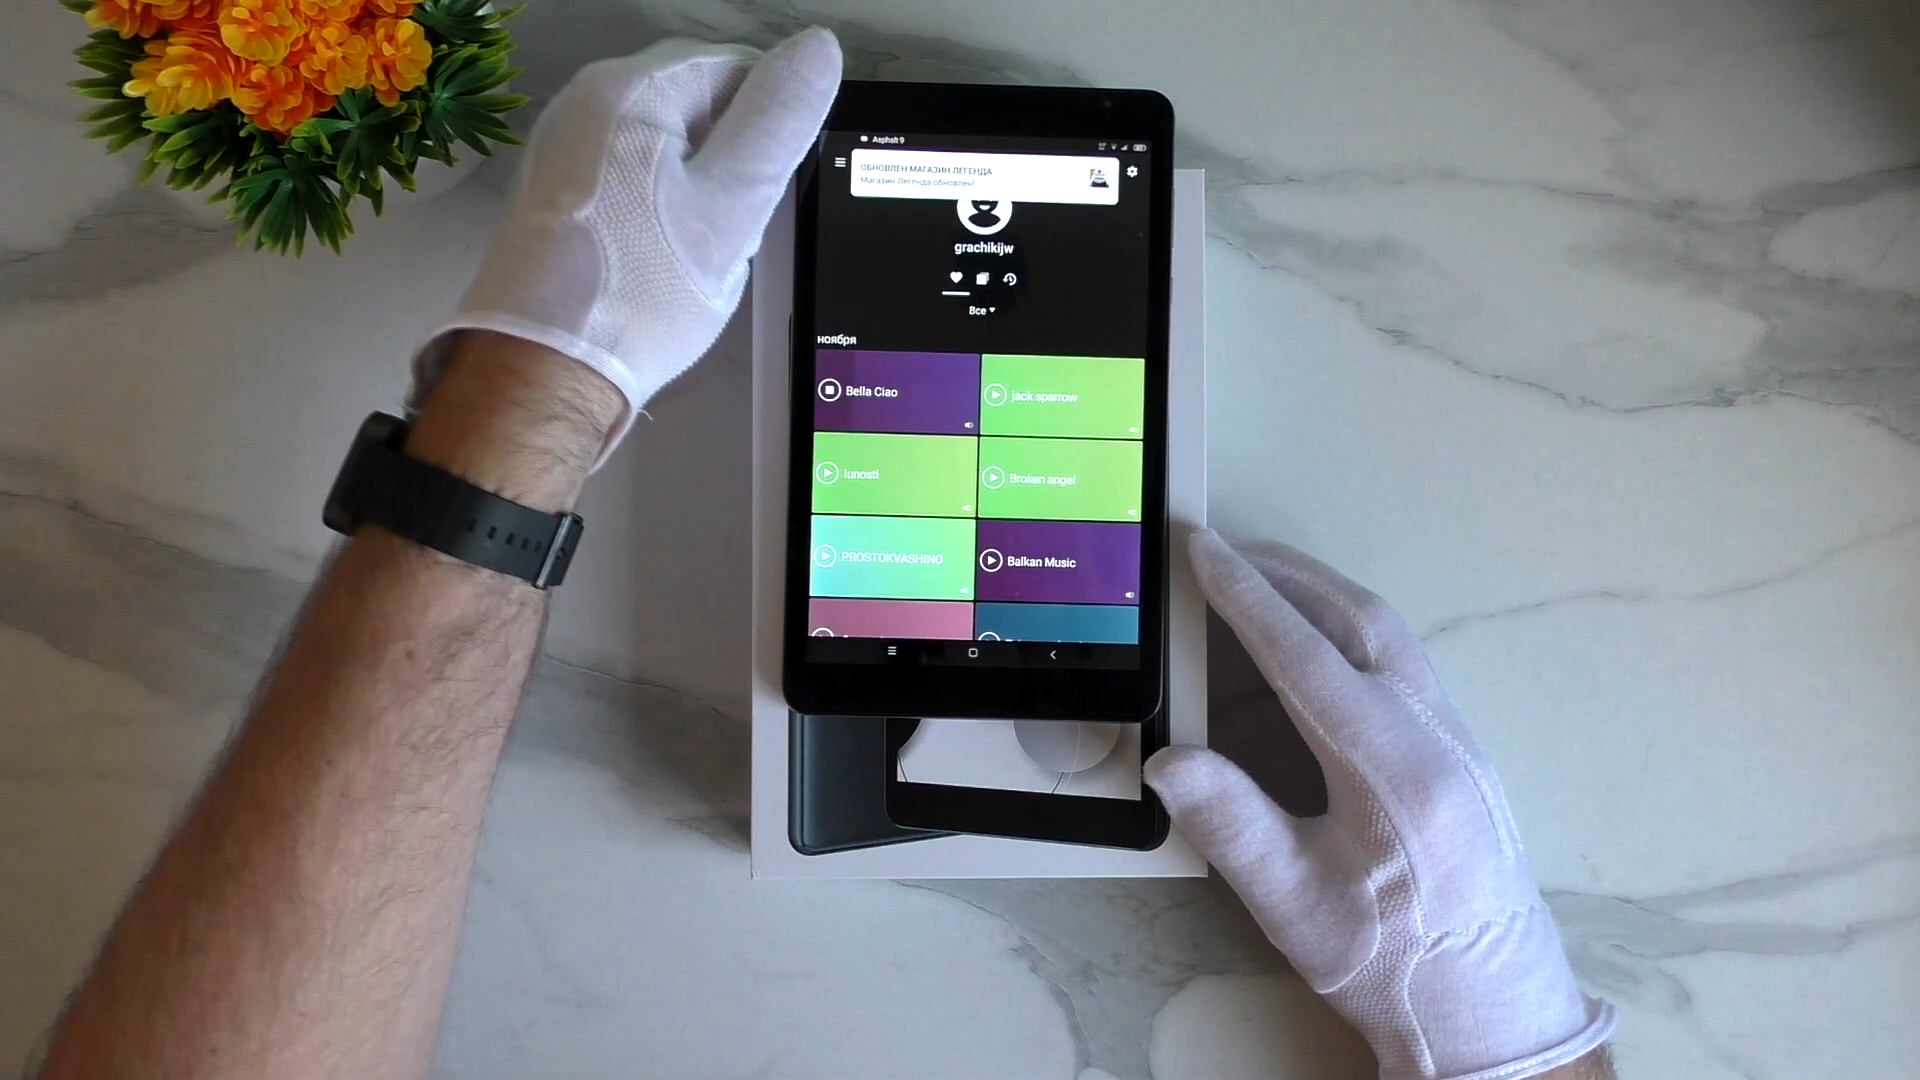 Asphalt 9
ОБНОВЛЕН МАГАЗИН ЛЕГЕНДА
Магазин Легенда обновлен!
grachikijw
Все
ноября
Bella Ciao
jack sparrow
lunosti
Broken angel
PROSTOKVASHINO
Balkan Music